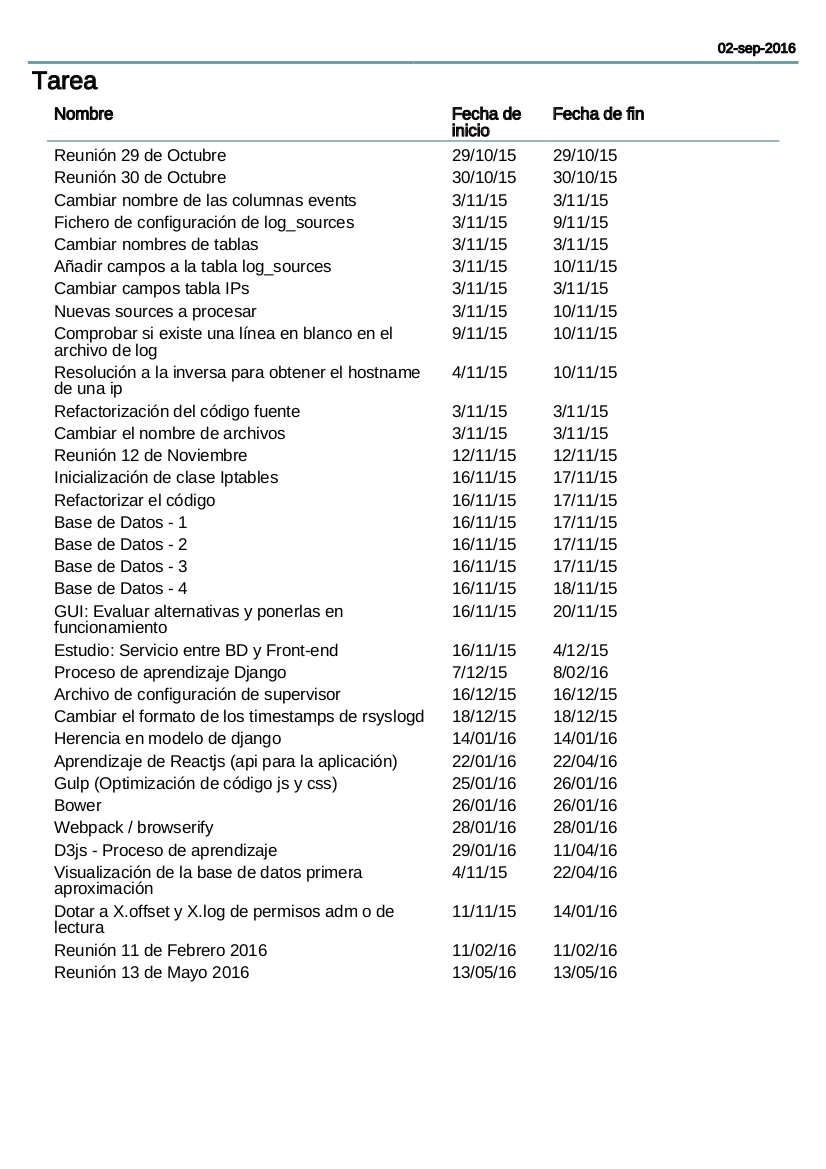 02-sep-2016
Tarea
Nombre Fecha de inicio Fecha de fin
Reunión 29 de Octubre 29/10/15 29/10/15
Reunión 30 de Octubre 30/10/15 30/10/15
Cambiar nombre de las columnas events 3/11/15 3/11/15
Fichero de configuración de log_sources 3/11/15 9/11/15
Cambiar nombres de tablas 3/11/15 3/11/15
Añadir campos a la tabla log_sources 3/11/15 10/11/15
Cambiar campos tabla IPs 3/11/15 3/11/15
Nuevas sources a procesar 3/11/15 10/11/15
Comprobar si existe una línea en blanco en el 9/11/15 10/11/15
archivo de log
Resolución a la inversa para obtener el hostname 4/11/15 10/11/15
de una ip
Refactorización del código fuente 3/11/15 3/11/15
Cambiar el nombre de archivos 3/11/15 3/11/15
Reunión 12 de Noviembre 12/11/15 12/11/15
Inicialización de clase Iptables 16/11/15 17/11/15
Refactorizar el código 16/11/15 17/11/15
Base de Datos - 1 16/11/15 17/11/15
Base de Datos - 2 16/11/15 17/11/15
Base de Datos - 3 16/11/15 17/11/15
Base de Datos - 4 16/11/15 18/11/15
GUI: Evaluar alternativas y ponerlas en 16/11/15 20/11/15
funcionamiento
Estudio: Servicio entre BD y Front-end 16/11/15 4/12/15
Proceso de aprendizaje Django 7/12/15 8/02/16
Archivo de configuración de supervisor 16/12/15 16/12/15
Cambiar el formato de los timestamps de rsyslogd 18/12/15 18/12/15
Herencia en modelo de django 14/01/16 14/01/16
Aprendizaje de Reactjs (api para la aplicación) 22/01/16 22/04/16
Gulp (Optimización de código js y css) 25/01/16 26/01/16
Bower 26/01/16 26/01/16
Webpack / browserify 28/01/16 28/01/16
D3js - Proceso de aprendizaje 29/01/16 11/04/16
Visualización de la base de datos primera 4/11/15 22/04/16
aproximación
Dotar a X.offset y X.log de permisos adm o de 11/11/15 14/01/16
lectura
Reunión 11 de Febrero 2016 11/02/16 11/02/16
Reunión 13 de Mayo 2016 13/05/16 13/05/16